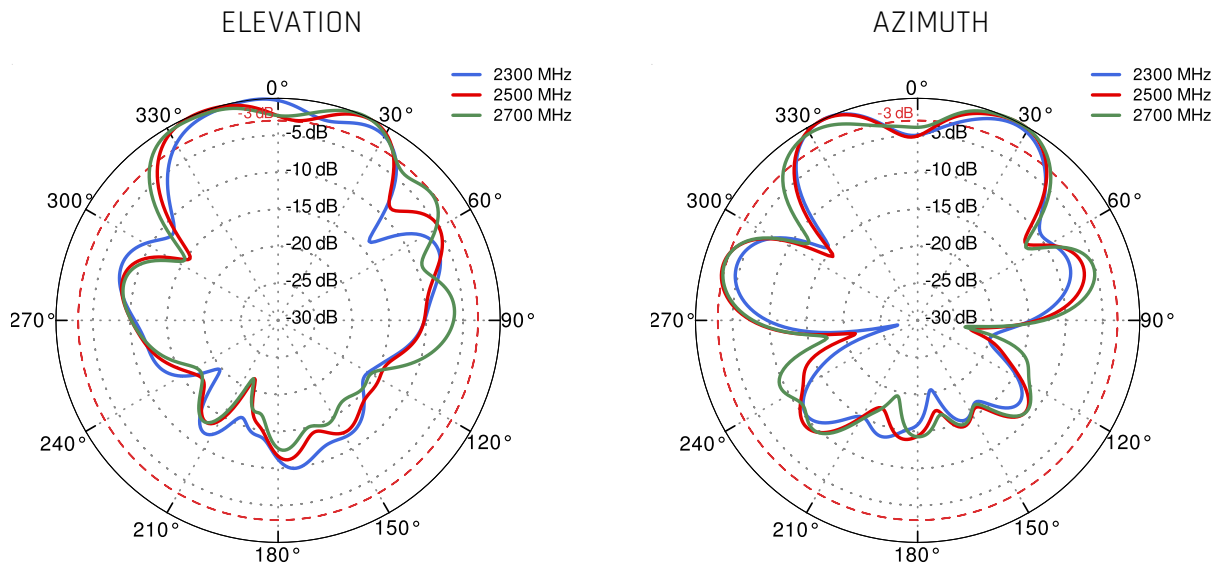 ELEVATION
AZIMUTH
2300 MHz
2500 MHz
2700 MHz
0°
30°
60°
90°
120°
150°
180°
210°
240°
270°
300°
330°
-3 dB
-5 dB
-10 dB
-15 dB
-20 dB
-25 dB
-30 dB
2300 MHz
2500 MHz
2700 MHz
0°
30°
60°
90°
120°
150°
180°
210°
240°
270°
300°
330°
-3 dB
-5 dB
-10 dB
-15 dB
-20 dB
-25 dB
-30 dB